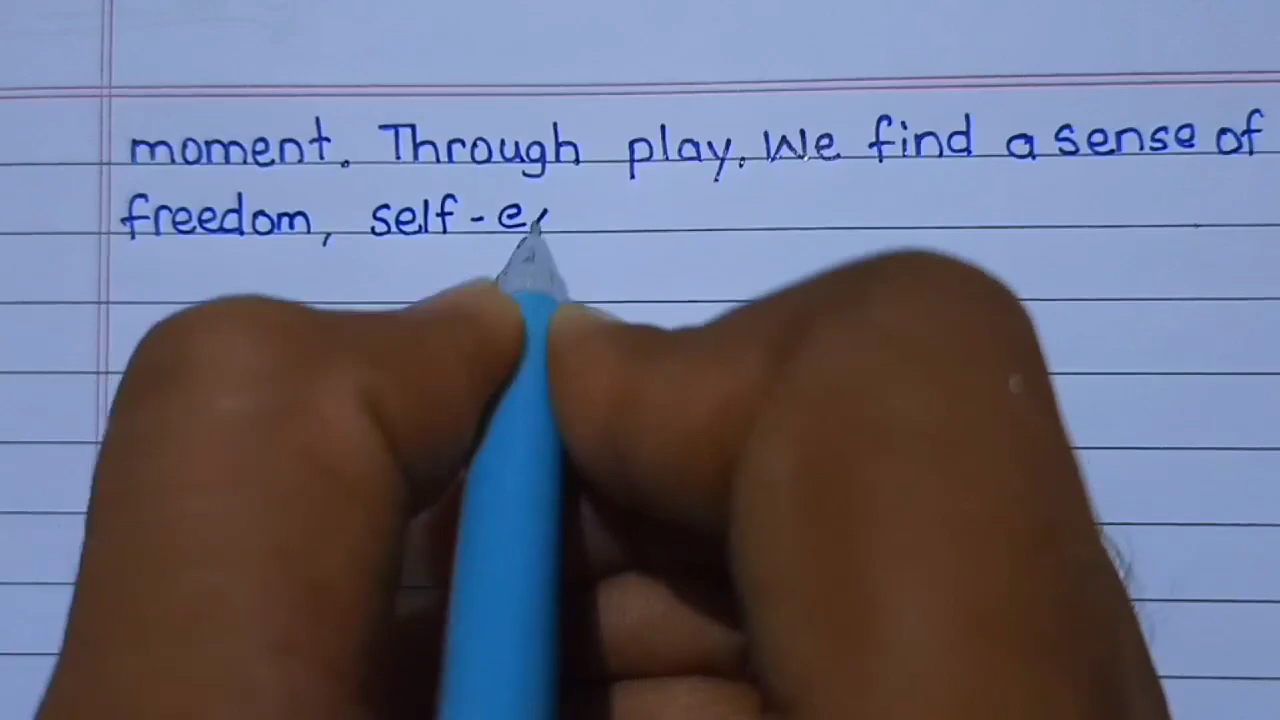 moment. Through play. We find a sense of
freedom, self-e